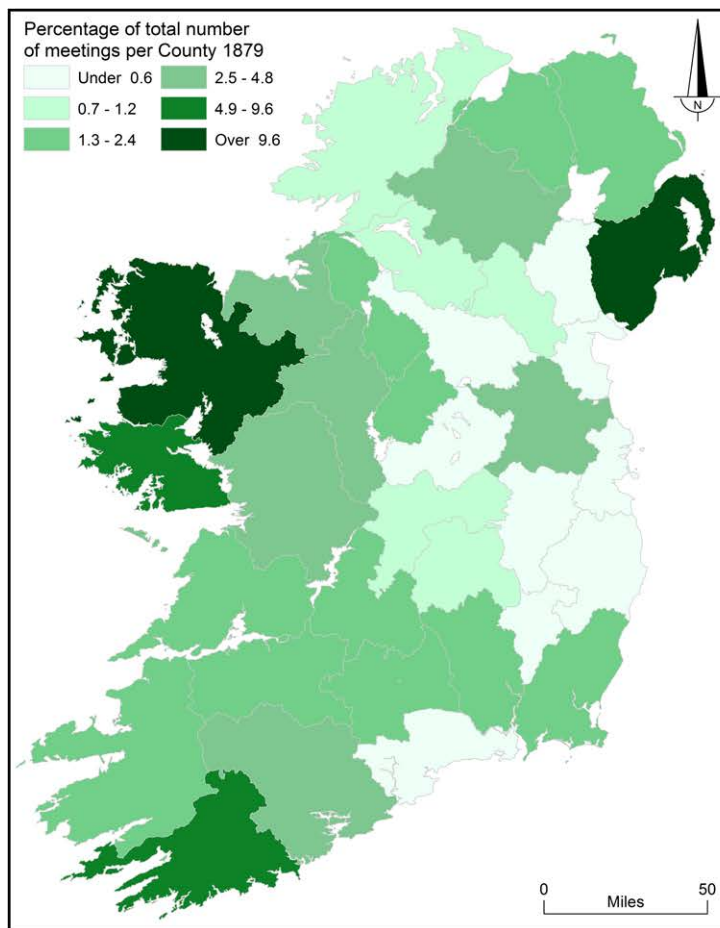 Percentage of total number
of meetings per County 1879
Under 0.6
2.5 - 4.8
0.7 - 1.2
4.9 - 9.6
1.3 - 2.4
Over 9.6
N
0
50
Miles